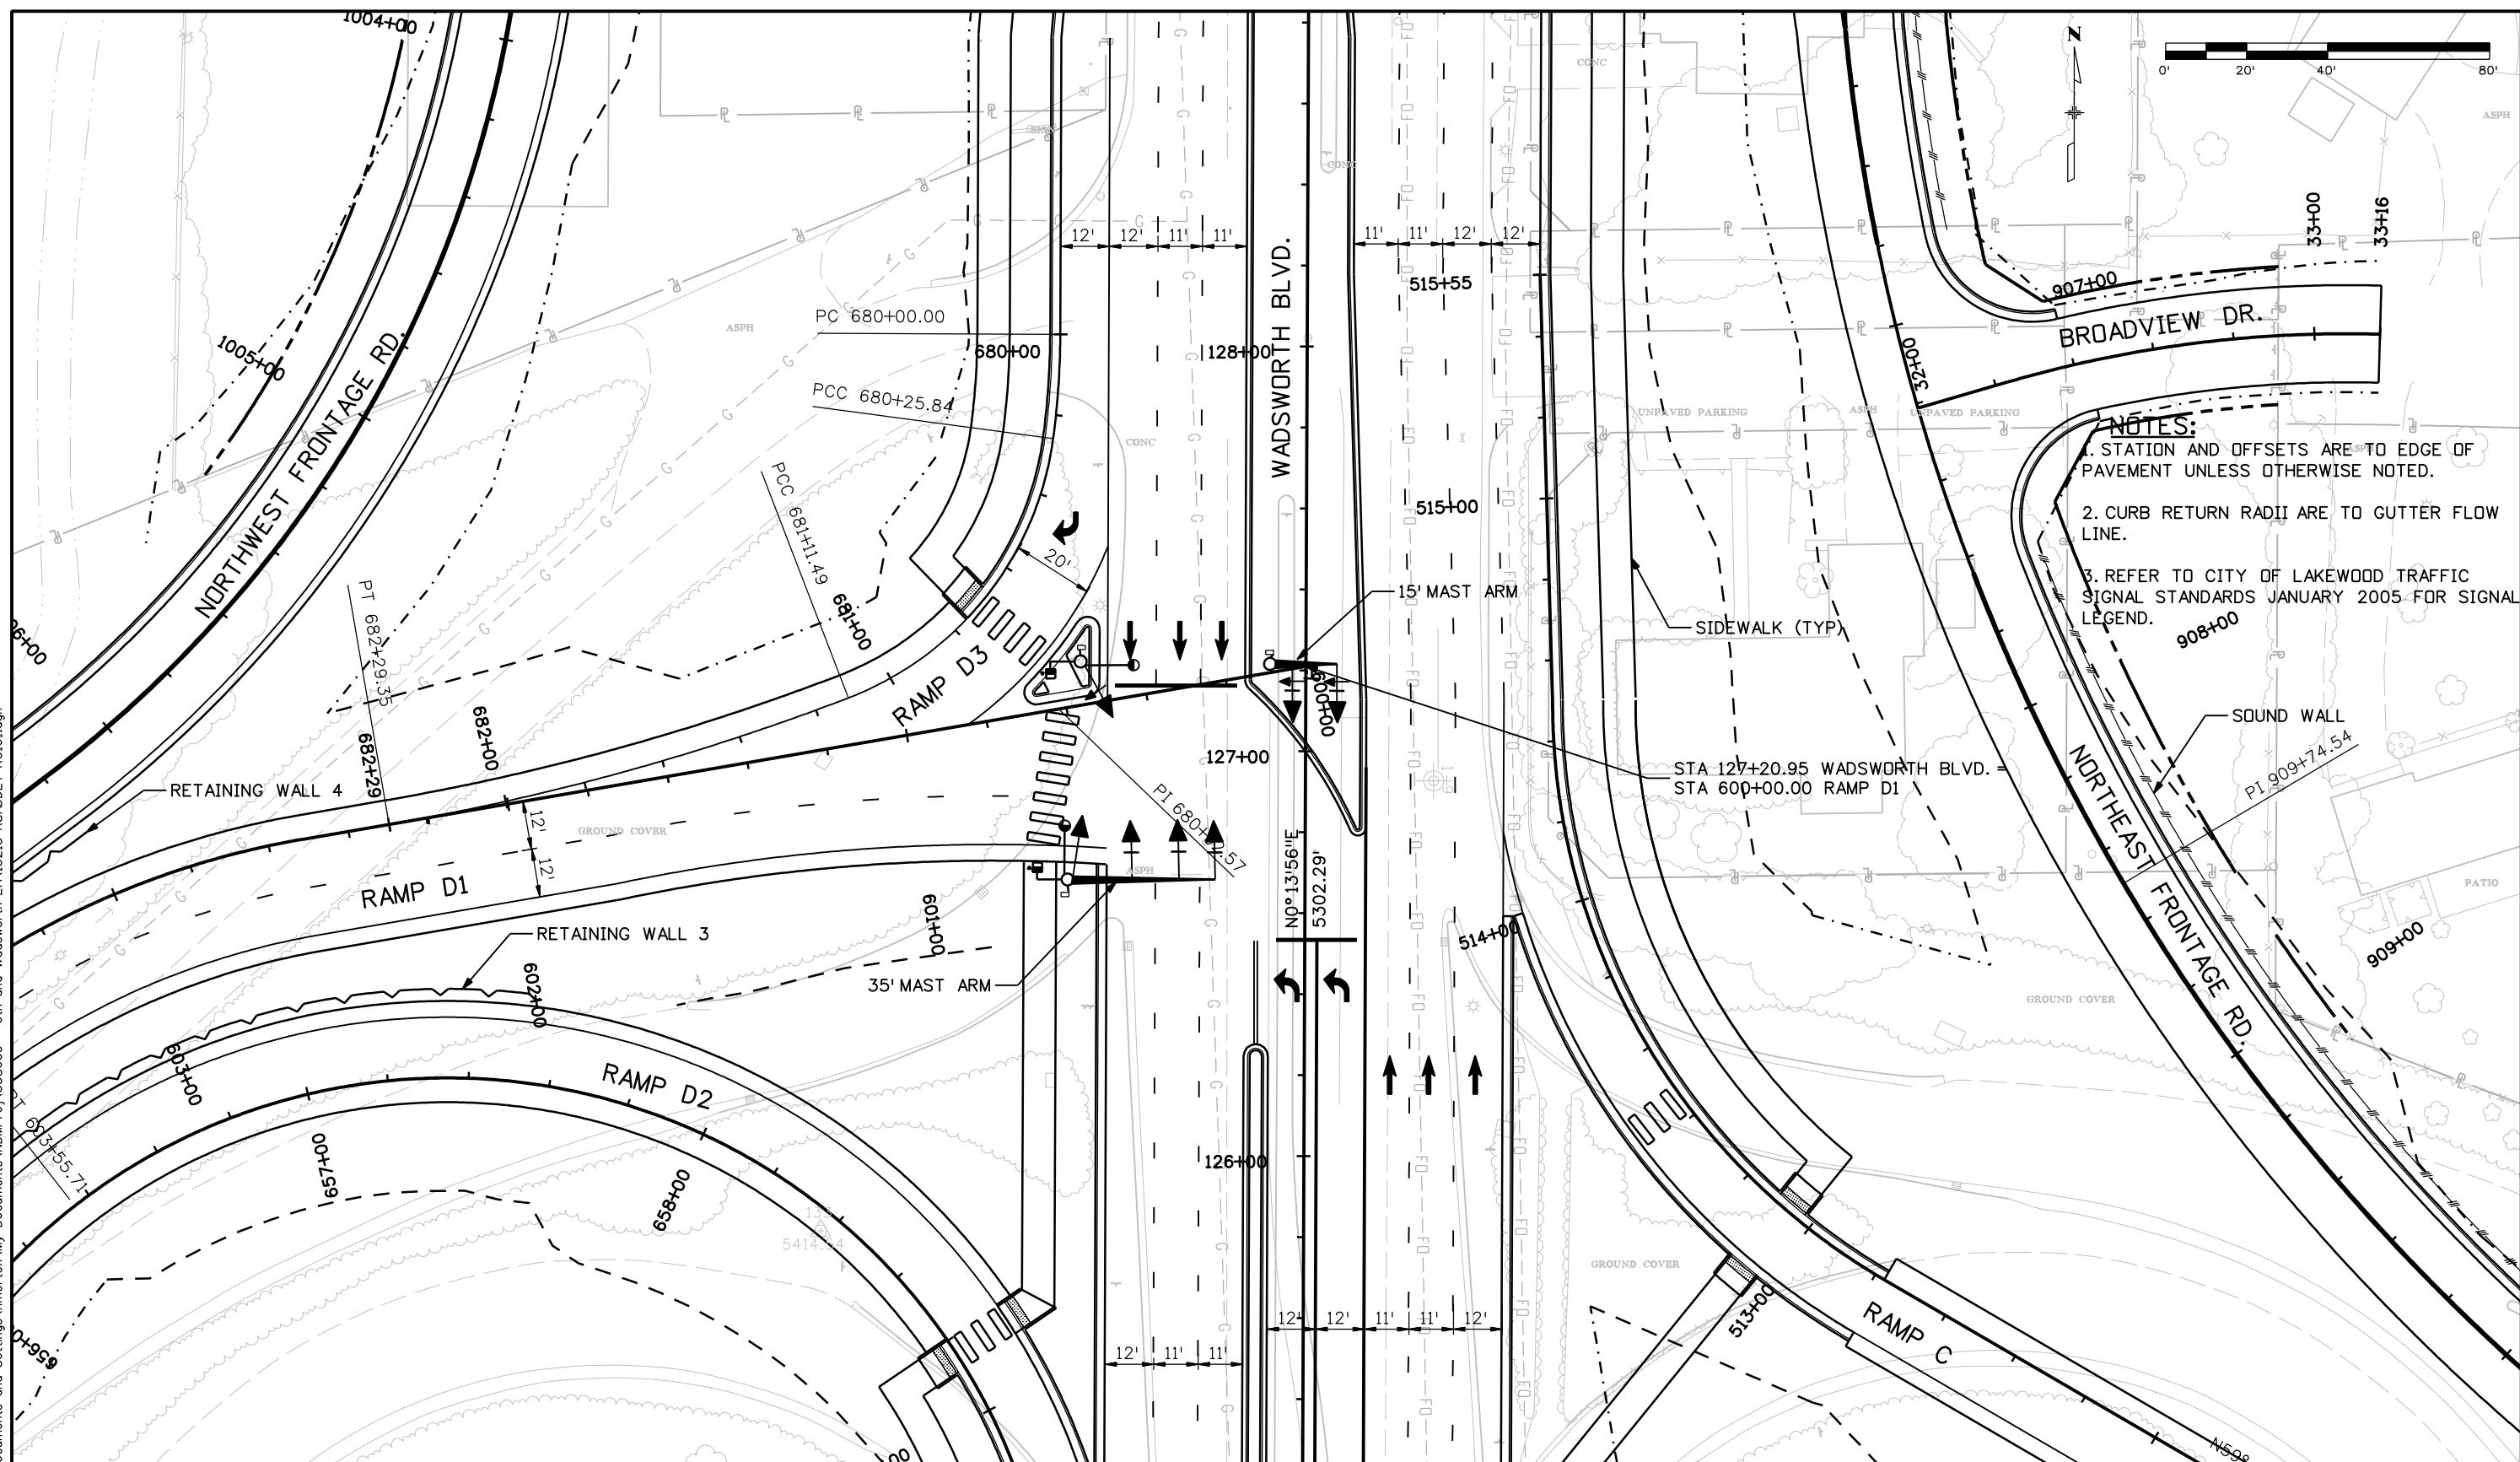 1004+00
N
0' 20' 40' 80'
CONC
SIGN
CONC
ASPH
33+00
33+16
12' 12' 11' 11'
11' 11' 12' 12'
515+55
WADSWORTH BLVD.
907+00
BROADVIEW DR.
PC 680+00.00
ASPH
1005+00
680+00
128+00
32+00
PCC 680+25.84
NORTHWEST FRONTAGE RD.
CONC
UNPAVED PARKING
ASPH
UNPAVED PARKING
NOTES:
1. STATION AND OFFSETS ARE TO EDGE OF
PAVEMENT UNLESS OTHERWISE NOTED.
ASPH
2. CURB RETURN RADII ARE TO GUTTER FLOW
LINE.
3. REFER TO CITY OF LAKEWOOD TRAFFIC
SIGNAL STANDARDS JANUARY 2005 FOR SIGNAL
LEGEND.
PCC 681+11.49
515+00
20'
15' MAST ARM
PT 682+29.35
681+00
SIDEWALK (TYP)
908+00
RAMP D3
600+00
SOUND WALL
682+00
682+29
127+00
STA 127+20.95 WADSWORTH BLVD. =
STA 600+00.00 RAMP D1
PI 909+74.54
RETAINING WALL 4
12'
12'
GROUND COVER
NORTHEAST FRONTAGE RD.
RAMP D1
ASPH
N0°13'56"E
5302.29'
PATIO
601+00
RETAINING WALL 3
514+00
909+00
602+00
35' MAST ARM
GROUND COVER
603+00
RAMP D2
603+55.71
657+00
658+00
126+00
GROUND COVER
513+00
RAMP C
12' 12' 11' 11' 12'
12' 11' 11'